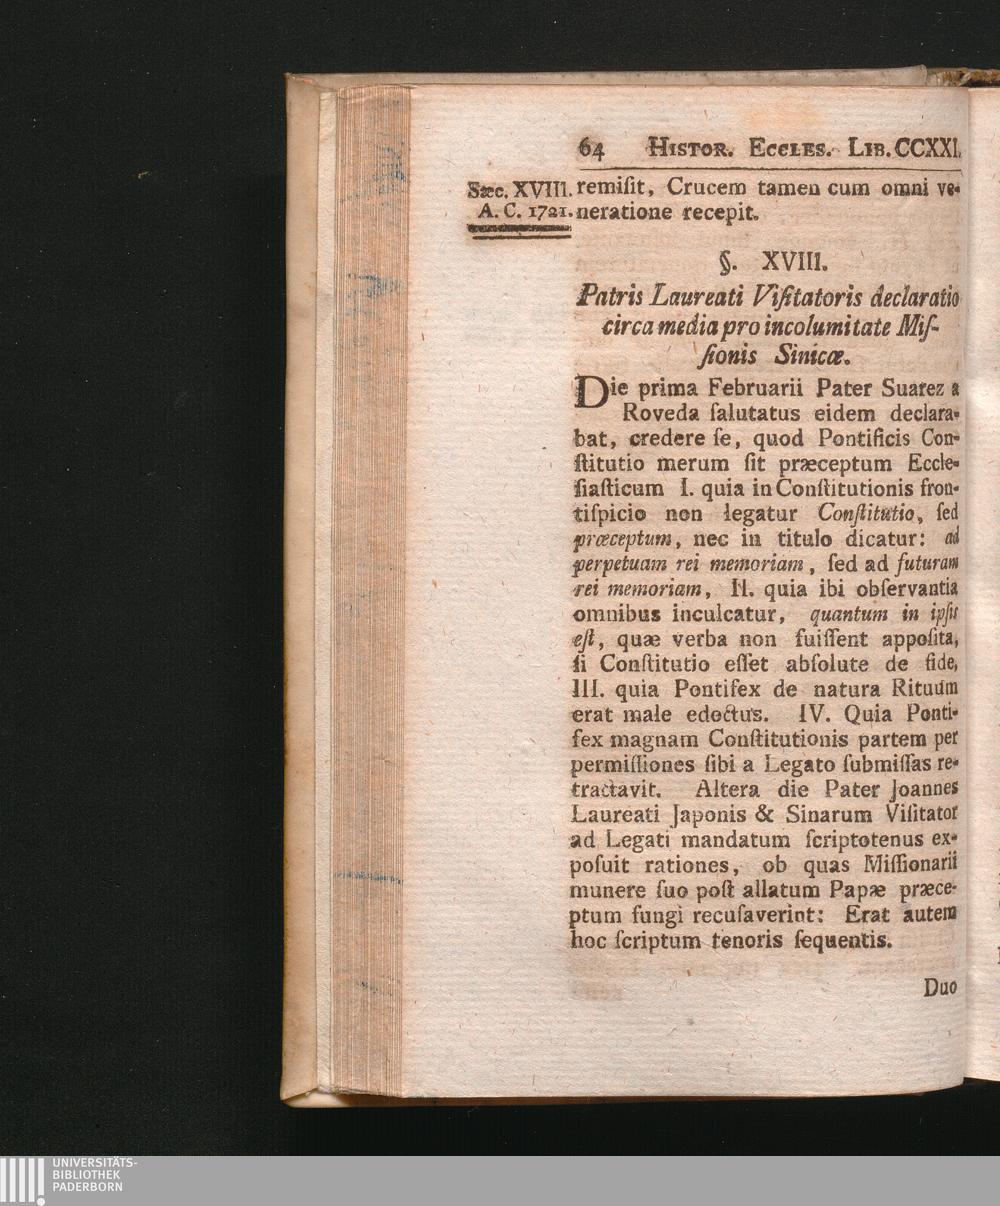 64 Histor. Eccles. Lib. CCXXI.
Sæc. XVIII.
A. C. 1721.
remiſit, Crucem tamen cum omni ve-
neratione recepit.
§. XVIII.
Patris Laureati Viſitatoris declaratio
circa media pro incolumitate Miſ-
ſionis Sinicæ.
Die prima Februarii Pater Suarez a
Roveda ſalutatus eidem declara-
bat, credere ſe, quod Pontificis Con-
ſtitutio merum ſit præceptum Eccle-
ſiaſticum I. quia in Conſtitutionis fron-
tiſpicio non legatur Conſtitutio, ſed
præceptum, nec in titulo dicatur: ad
perpetuam rei memoriam, ſed ad futuram
rei memoriam, II. quia ibi obſervantia
omnibus inculcatur, quantum in ipſis
eſt, quæ verba non fuiſſent appoſita,
ſi Conſtitutio eſſet abſolute de fide,
III. quia Pontifex de natura Rituum
erat male edoctus. IV. Quia Ponti-
fex magnam Conſtitutionis partem per
permiſſiones ſibi a Legato ſubmiſſas re-
tractavit. Altera die Pater Joannes
Laureati Japonis & Sinarum Viſitator
ad Legati mandatum ſcriptotenus ex-
poſuit rationes, ob quas Miſſionarii
munere ſuo poſt allatum Papæ præce-
ptum fungi recuſaverint: Erat autem
hoc ſcriptum tenoris ſequentis.
Duo
UNIVERSITÄTS-
BIBLIOTHEK
PADERBORN